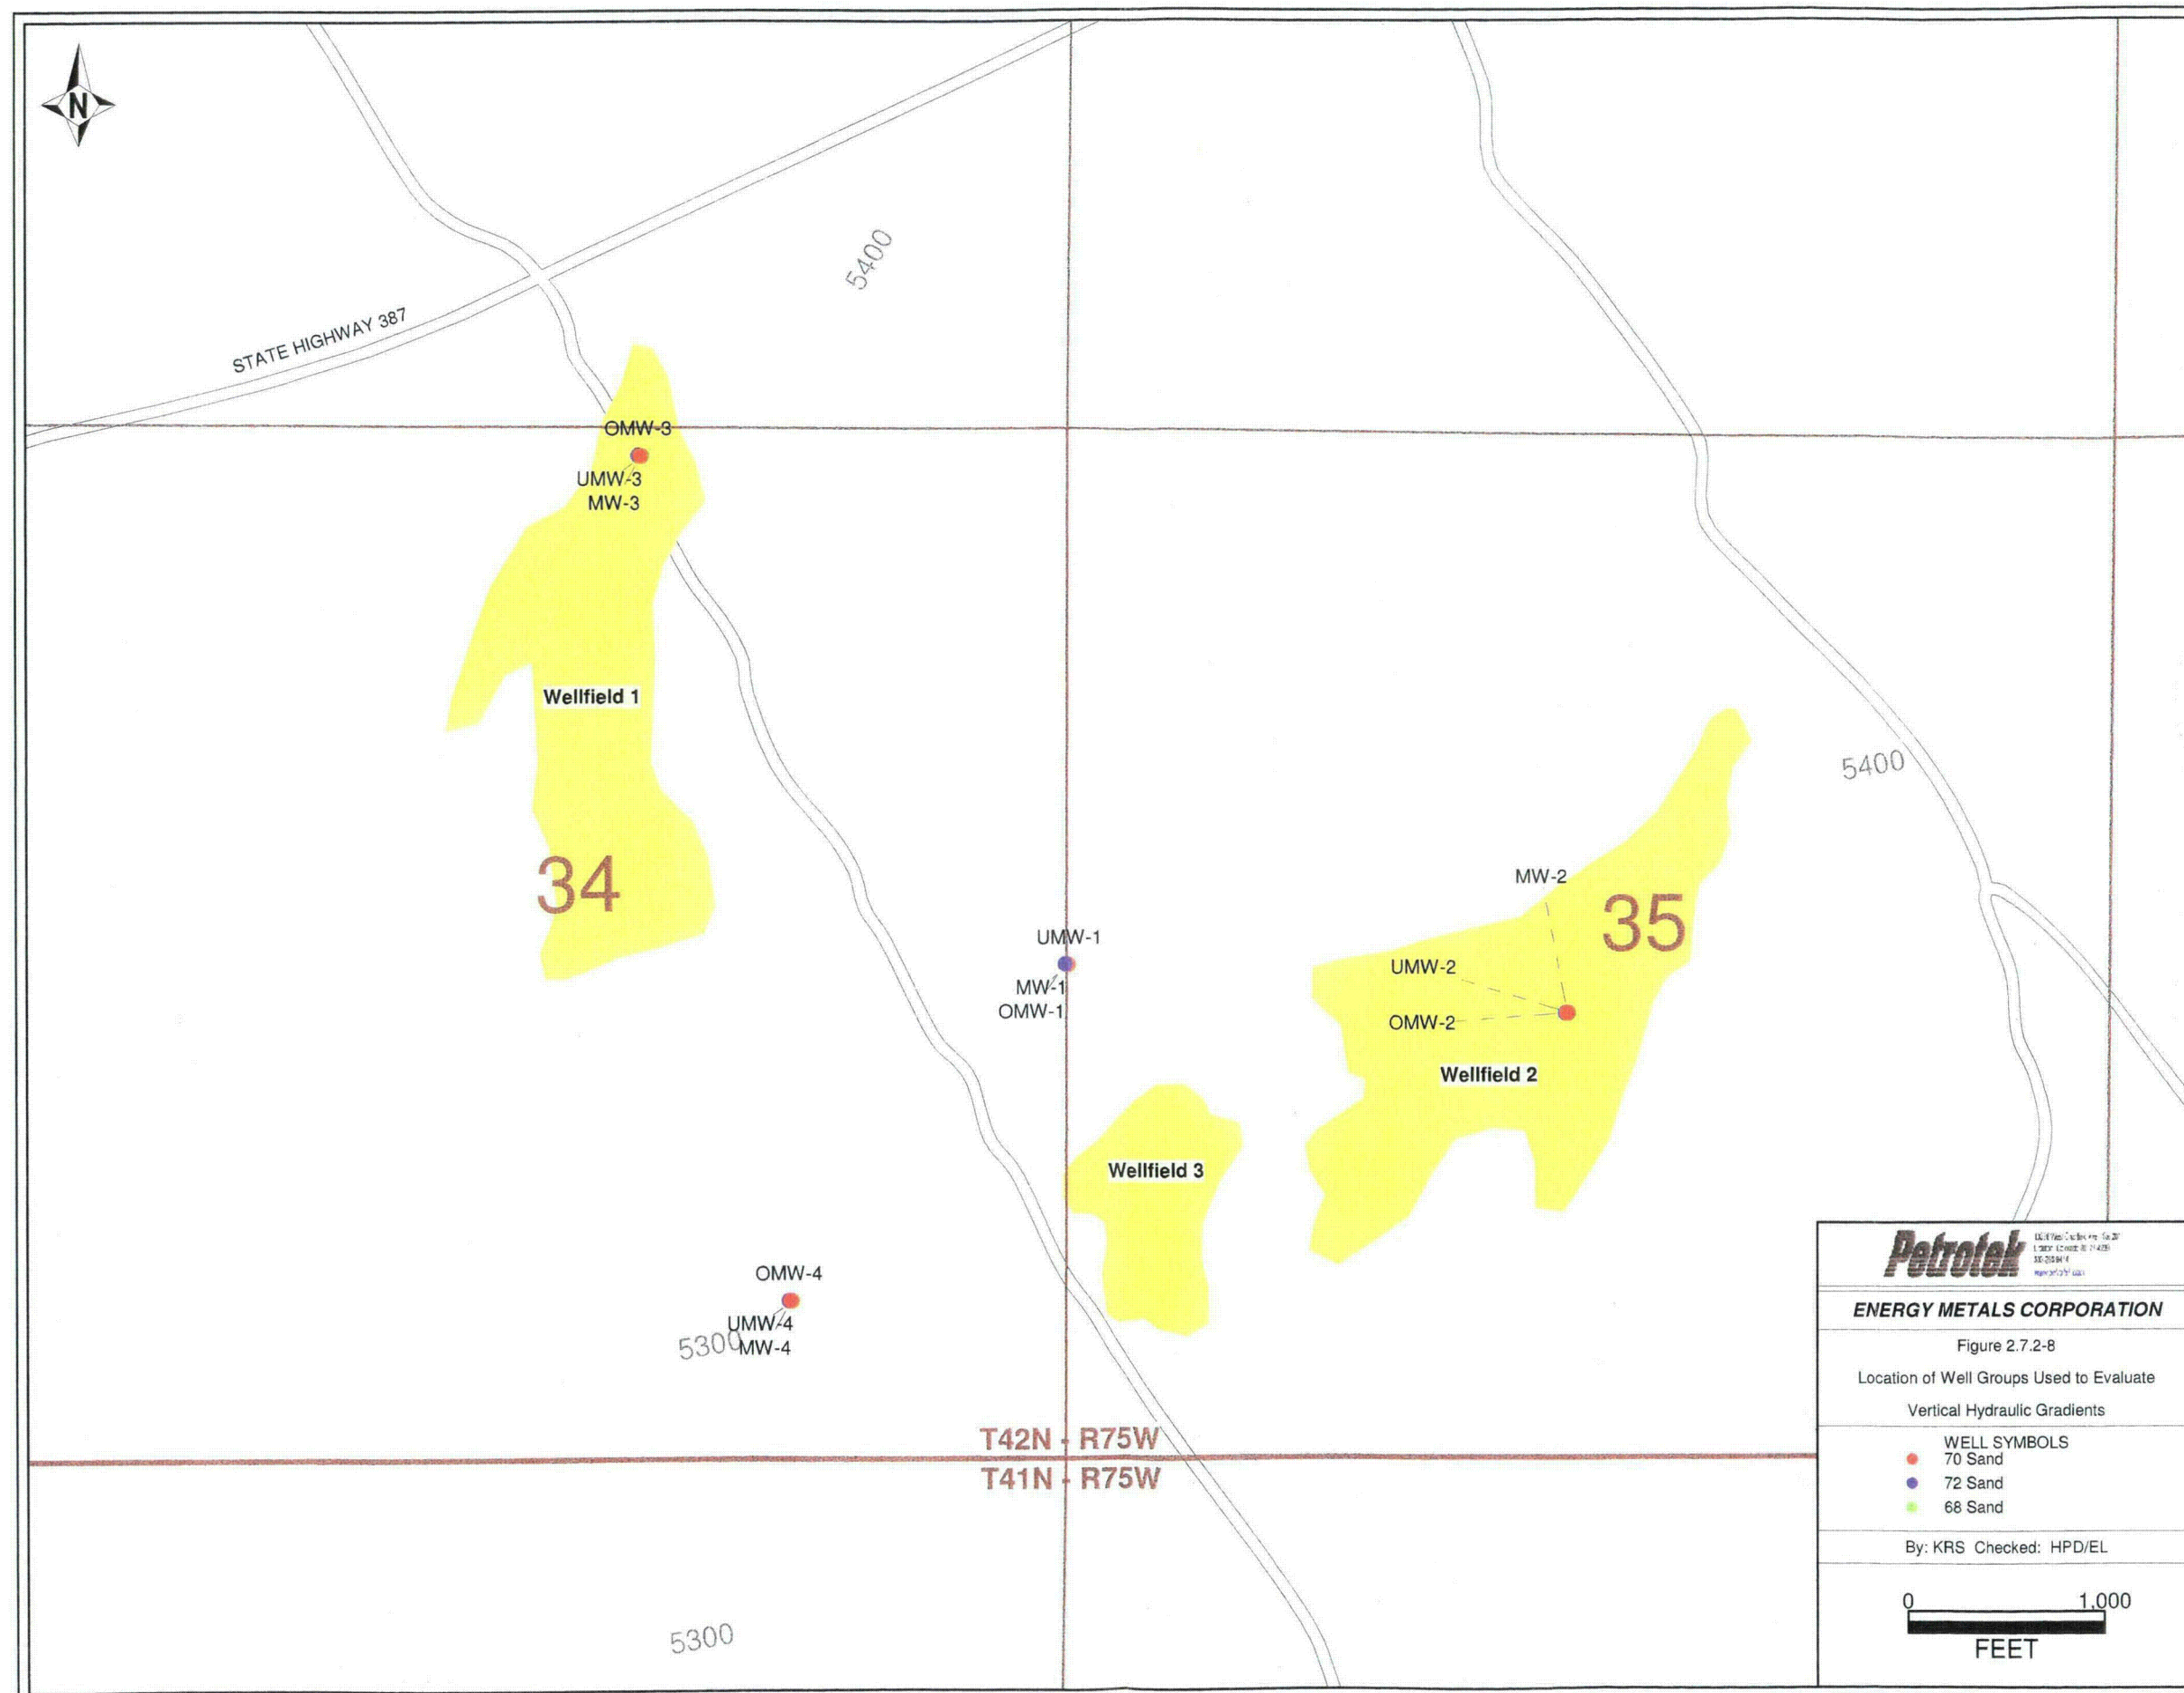 N
5400
STATE HIGHWAY 387
OMW-3
UMW-3
MW-3
Wellfield 1
5400
34
MW-2
35
UMW-1
UMW-2
MW-1
OMW-1
OMW-2
Wellfield 2
Wellfield 3
OMW-4
UMW-4
5300
MW-4
T42N - R75W
T41N - R75W
5300
Petrotek
ENERGY METALS CORPORATION
Figure 2.7.2-8
Location of Well Groups Used to Evaluate
Vertical Hydraulic Gradients
WELL SYMBOLS
70 Sand
72 Sand
68 Sand
By: KRS Checked: HPD/EL
0 1,000
FEET